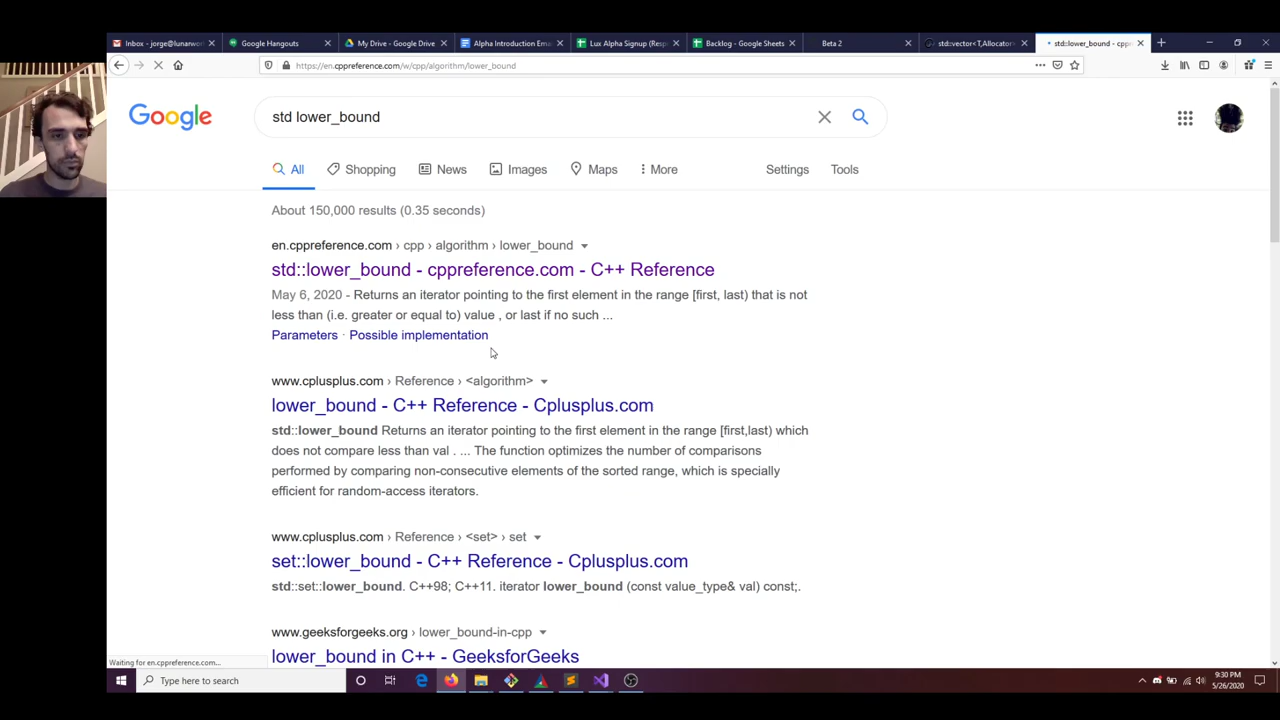 Inbox - jorge@lunarwor
Google Hangouts
My Drive - Google Drive
Alpha Introduction Ema
Lux Alpha Signup (Resp
Backlog - Google Sheets
Beta 2
std::vector<T,Allocator
std::lower_bound - cppr
https://en.cppreference.com/w/cpp/algorithm/lower_bound
Google
std lower_bound
All
Shopping
News
Images
Maps
More
Settings
Tools
About 150,000 results (0.35 seconds)
en.cppreference.com › cpp › algorithm › lower_bound
std::lower_bound - cppreference.com - C++ Reference
May 6, 2020 - Returns an iterator pointing to the first element in the range [first, last) that is not
less than (i.e. greater or equal to) value , or last if no such ...
Parameters · Possible implementation
www.cplusplus.com › Reference › <algorithm>
lower_bound - C++ Reference - Cplusplus.com
std::lower_bound Returns an iterator pointing to the first element in the range [first,last) which
does not compare less than val . ... The function optimizes the number of comparisons
performed by comparing non-consecutive elements of the sorted range, which is specially
efficient for random-access iterators.
www.cplusplus.com › Reference › <set> › set
set::lower_bound - C++ Reference - Cplusplus.com
std::set::lower_bound. C++98; C++11. iterator lower_bound (const value_type& val) const;.
www.geeksforgeeks.org › lower_bound-in-cpp
lower_bound in C++ - GeeksforGeeks
Waiting for en.cppreference.com...
Type here to search
9:30 PM
5/26/2020